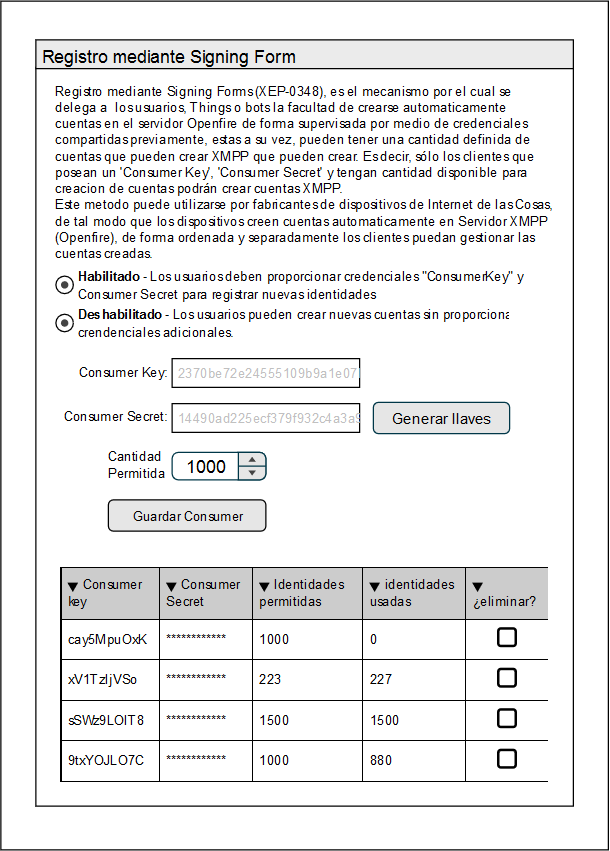 Registro mediante Signing Form
Registro mediante Signing Forms (XEP-0348), es el mecanismo por el cual se
delega a los usuarios, Things o bots la facultad de crearse automaticamente
cuentas en el servidor Openfire de forma supervisada por medio de credenciales
compartidas previamente, estas a su vez, pueden tener una cantidad definida de
cuentas que pueden crear XMPP que pueden crear. Es decir, sólo los clientes que
posean un 'Consumer Key', 'Consumer Secret' y tengan cantidad disponible para
creacion de cuentas podrán crear cuentas XMPP.
Este metodo puede utilizarse por fabricantes de dispositivos de Internet de las Cosas,
de tal modo que los dispositivos creen cuentas automaticamente en Servidor XMPP
(Openfire), de forma ordenada y separadamente los clientes puedan gestionar las
cuentas creadas.
Habilitado - Los usuarios deben proporcionar credenciales "ConsumerKey" y
Consumer Secret para registrar nuevas identidades
Deshabilitado - Los usuarios pueden crear nuevas cuentas sin proporciona
crendenciales adicionales.
Consumer Key: 2370be72e24555109b9a1e07
Consumer Secret: 14490ad225ecf379f932c4a3a9 Generar llaves
Cantidad
Permitida 1000
Guardar Consumer
▼ Consumer key ▼ Consumer Secret ▼ Identidades permitidas ▼ identidades usadas ▼ ¿eliminar?
cay5MpuOxK ************ 1000 0
xV1TzIjVSo ************ 223 227
sSWz9LOIT8 ************ 1500 1500
9txYOJLO7C ************ 1000 880